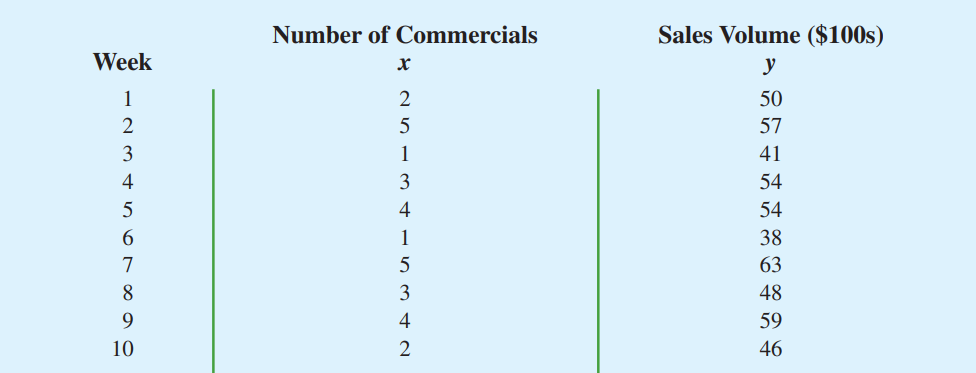 Number of Commercials Sales Volume ($100s)
Week x y
1 2 50
2 5 57
3 1 41
4 3 54
5 4 54
6 1 38
7 5 63
8 3 48
9 4 59
10 2 46